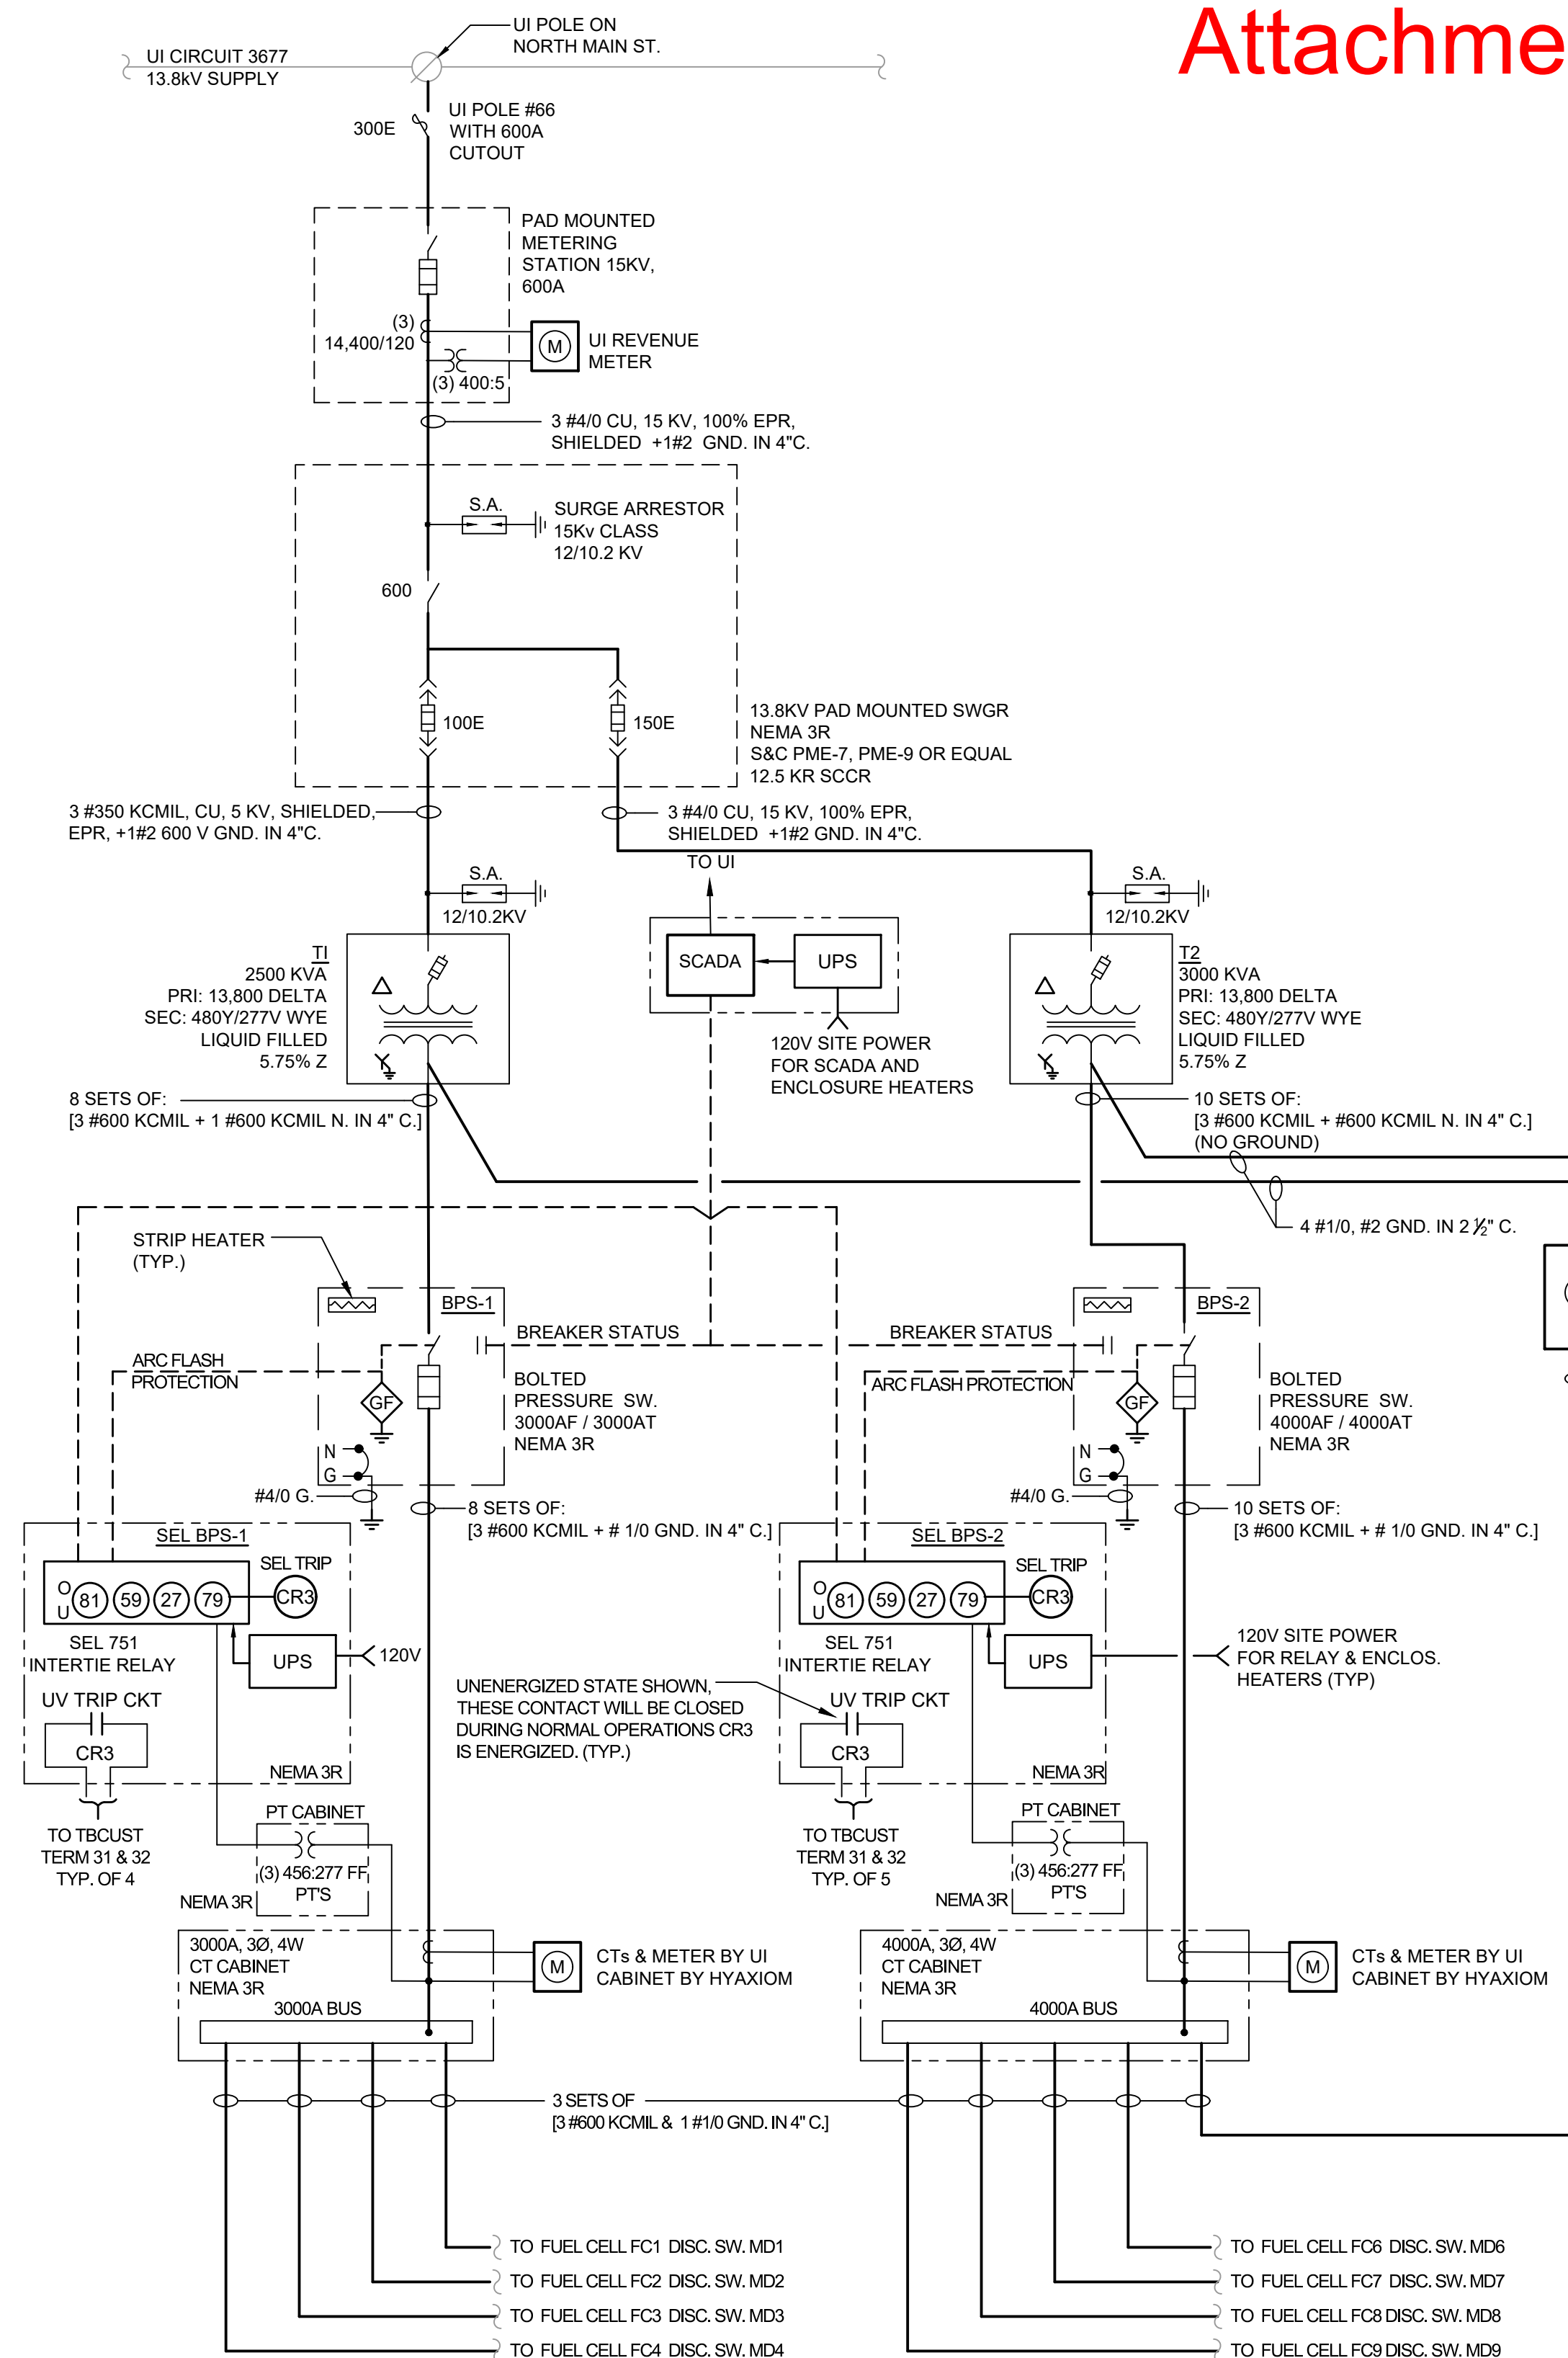 Attachme
UI POLE ON
NORTH MAIN ST.
UI CIRCUIT 3677
13.8kV SUPPLY
300E
UI POLE #66
WITH 600A
CUTOUT
PAD MOUNTED
METERING
STATION 15KV,
600A
(3)
14,400/120
M
UI REVENUE
METER
(3) 400:5
3 #4/0 CU, 15 KV, 100% EPR,
SHIELDED +1#2 GND. IN 4"C.
S.A.
SURGE ARRESTOR
15Kv CLASS
12/10.2 KV
600
100E
150E
13.8KV PAD MOUNTED SWGR
NEMA 3R
S&C PME-7, PME-9 OR EQUAL
12.5 KR SCCR
3 #350 KCMIL, CU, 5 KV, SHIELDED,
EPR, +1#2 600 V GND. IN 4"C.
3 #4/0 CU, 15 KV, 100% EPR,
SHIELDED +1#2 GND. IN 4"C.
TO UI
S.A.
12/10.2KV
S.A.
12/10.2KV
TI
2500 KVA
PRI: 13,800 DELTA
SEC: 480Y/277V WYE
LIQUID FILLED
5.75% Z
SCADA
UPS
120V SITE POWER
FOR SCADA AND
ENCLOSURE HEATERS
T2
3000 KVA
PRI: 13,800 DELTA
SEC: 480Y/277V WYE
LIQUID FILLED
5.75% Z
8 SETS OF:
[3 #600 KCMIL + 1 #600 KCMIL N. IN 4" C.]
10 SETS OF:
[3 #600 KCMIL + #600 KCMIL N. IN 4" C.]
(NO GROUND)
4 #1/0, #2 GND. IN 2 ½" C.
STRIP HEATER
(TYP.)
BPS-1
BREAKER STATUS
BREAKER STATUS
BPS-2
ARC FLASH
PROTECTION
GF
BOLTED
PRESSURE SW.
3000AF / 3000AT
NEMA 3R
N
G
ARC FLASH PROTECTION
GF
BOLTED
PRESSURE SW.
4000AF / 4000AT
NEMA 3R
N
G
#4/0 G.
8 SETS OF:
[3 #600 KCMIL + # 1/0 GND. IN 4" C.]
#4/0 G.
10 SETS OF:
[3 #600 KCMIL + # 1/0 GND. IN 4" C.]
SEL BPS-1
SEL TRIP
O
U
81
59
27
79
CR3
SEL 751
INTERTIE RELAY
UPS
120V
UV TRIP CKT
CR3
NEMA 3R
SEL BPS-2
SEL TRIP
O
U
81
59
27
79
CR3
SEL 751
INTERTIE RELAY
UPS
120V SITE POWER
FOR RELAY & ENCLOS.
HEATERS (TYP)
UNENERGIZED STATE SHOWN,
THESE CONTACT WILL BE CLOSED
DURING NORMAL OPERATIONS CR3
IS ENERGIZED. (TYP.)
UV TRIP CKT
CR3
NEMA 3R
TO TBCUST
TERM 31 & 32
TYP. OF 4
PT CABINET
(3) 456:277 FF
PT'S
NEMA 3R
TO TBCUST
TERM 31 & 32
TYP. OF 5
PT CABINET
(3) 456:277 FF
PT'S
NEMA 3R
3000A, 3Ø, 4W
CT CABINET
NEMA 3R
3000A BUS
M
CTs & METER BY UI
CABINET BY HYAXIOM
4000A, 3Ø, 4W
CT CABINET
NEMA 3R
4000A BUS
M
CTs & METER BY UI
CABINET BY HYAXIOM
3 SETS OF
[3 #600 KCMIL & 1 #1/0 GND. IN 4" C.]
TO FUEL CELL FC1 DISC. SW. MD1
TO FUEL CELL FC2 DISC. SW. MD2
TO FUEL CELL FC3 DISC. SW. MD3
TO FUEL CELL FC4 DISC. SW. MD4
TO FUEL CELL FC6 DISC. SW. MD6
TO FUEL CELL FC7 DISC. SW. MD7
TO FUEL CELL FC8 DISC. SW. MD8
TO FUEL CELL FC9 DISC. SW. MD9